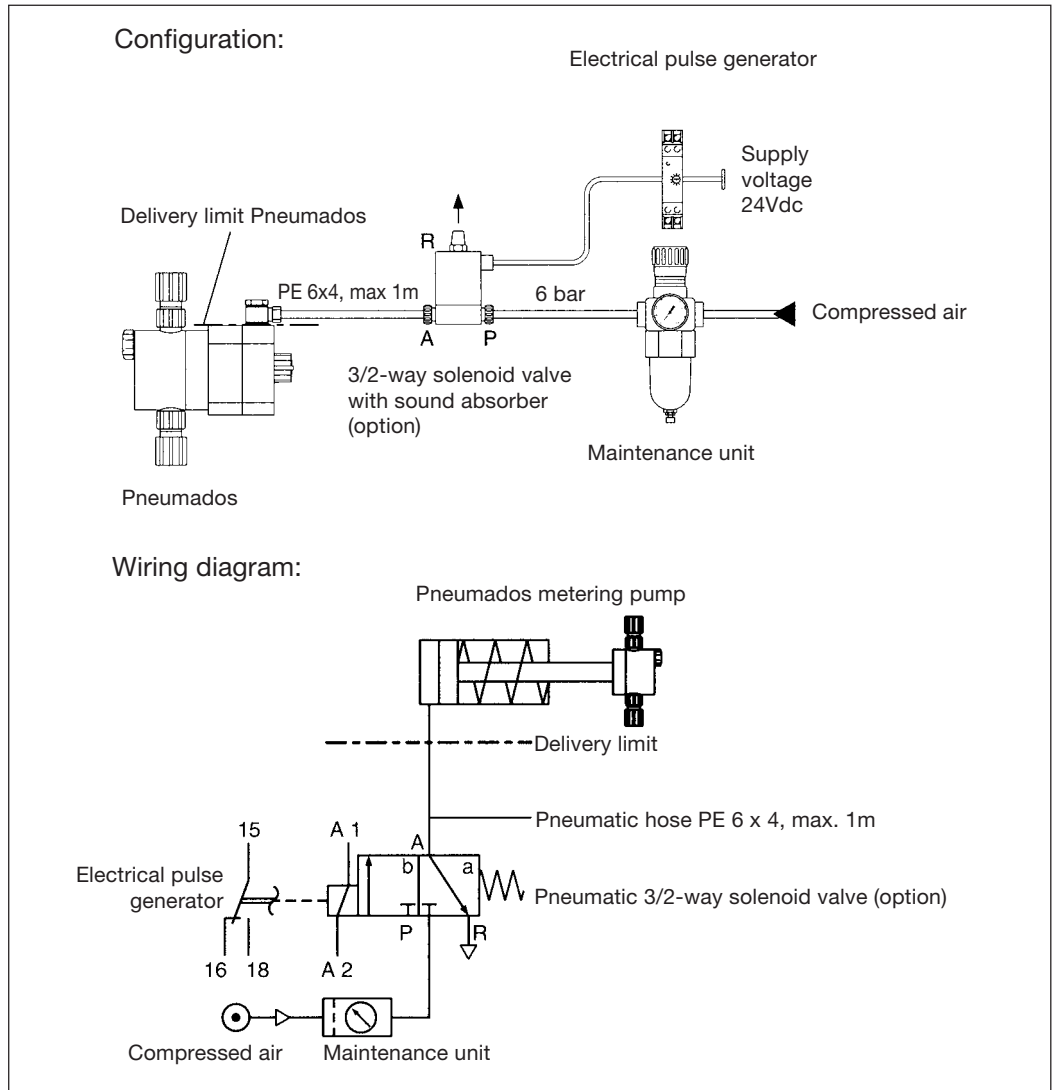 Configuration:
Electrical pulse generator
Supply
voltage
24Vdc
Delivery limit Pneumados
R
PE 6x4, max 1m
6 bar
Compressed air
A
P
3/2-way solenoid valve
with sound absorber
(option)
Maintenance unit
Pneumados
Wiring diagram:
Pneumados metering pump
Delivery limit
Pneumatic hose PE 6 x 4, max. 1m
15
A 1
A
b
a
Electrical pulse
generator
Pneumatic 3/2-way solenoid valve (option)
P
R
16
18
A 2
Compressed air
Maintenance unit